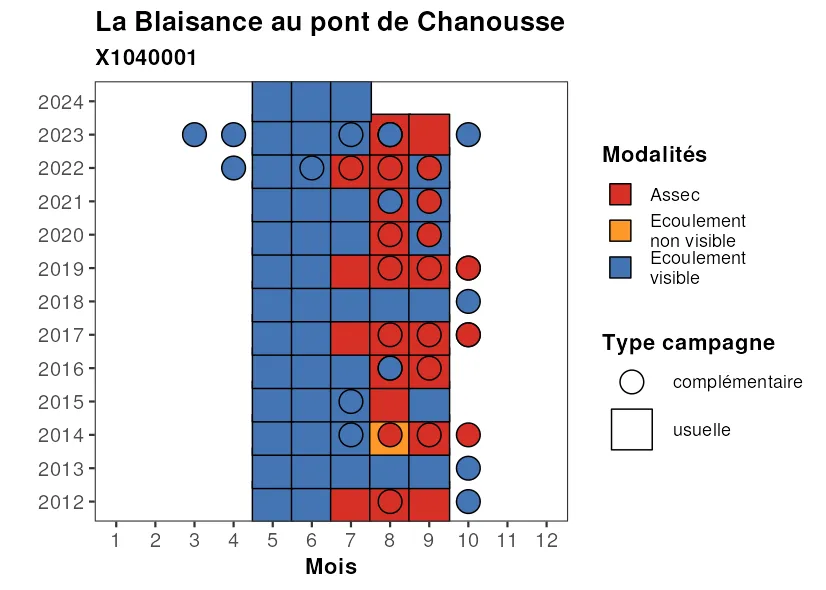 La Blaisance au pont de Chanousse
X1040001
2024
2023
2022
2021
2020
2019
2018
2017
2016
2015
2014
2013
2012
1 2 3 4 5 6 7 8 9 10 11 12
Mois
Modalités
Assec
Ecoulement
non visible
Ecoulement
visible
Type campagne
complémentaire
usuelle